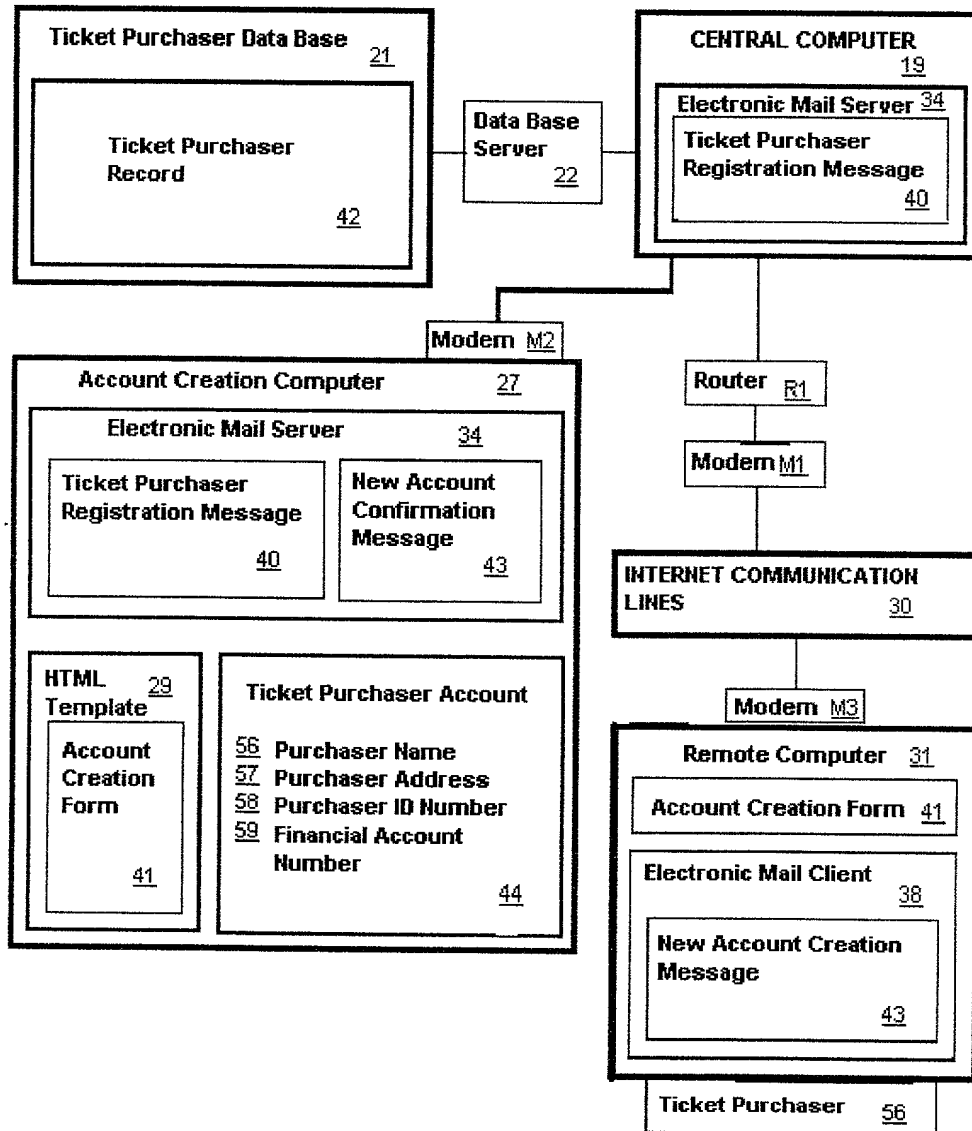 Ticket Purchaser Data Base
21
Ticket Purchaser
Record
42
Data Base
Server
22
CENTRAL COMPUTER
19
Electronic Mail Server 34
Ticket Purchaser
Registration Message
40
Modem M2
Account Creation Computer
27
Electronic Mail Server 34
Ticket Purchaser
Registration Message
40
New Account
Confirmation
Message
43
HTML 29
Template
Account
Creation
Form
41
Ticket Purchaser Account
56 Purchaser Name
57 Purchaser Address
58 Purchaser ID Number
59 Financial Account
Number
44
Router R1
Modem M1
INTERNET COMMUNICATION
LINES 30
Modem M3
Remote Computer 31
Account Creation Form 41
Electronic Mail Client
38
New Account Creation
Message
43
Ticket Purchaser 56